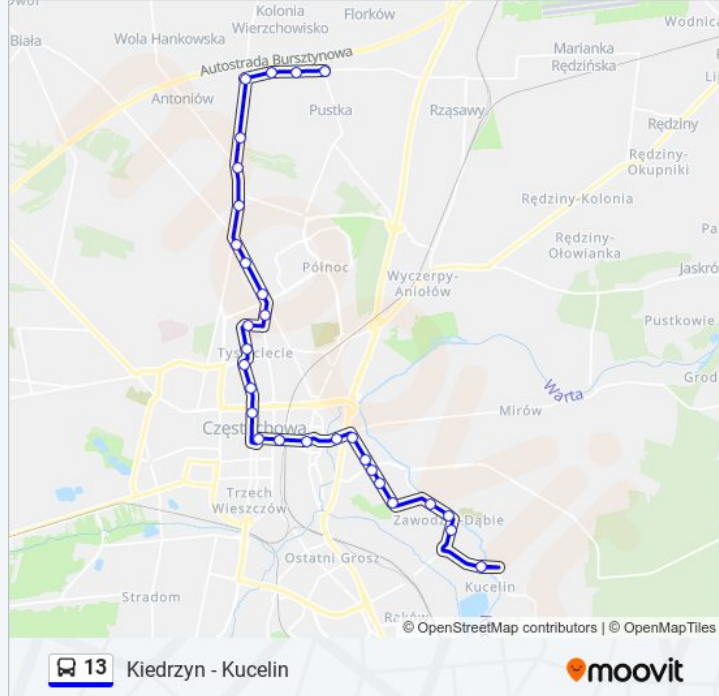 Kolonia
Wierzchowisko
Florków
Wodnica
Biała
Wola Hankowska
Autostrada Bursztynowa
Marianka
Rędzińska
Antoniów
Pustka
Rząsawy
Rędziny
Rędziny-
Okupniki
Rędziny-Kolonia
Rędziny-
Ołowianka
Północ
Wyczerpy-
Aniołów
Jaskró
Pustkowie
Tysiąclecie
Grod
Warta
Mirów
Częstochowa
Trzech
Wieszczów
Zawodzie-Dąbie
Ostatni Grosz
Stradom
Kucelin
Raków
© OpenStreetMap contributors | © OpenMapTiles
13 Kiedrzyn - Kucelin
moovit